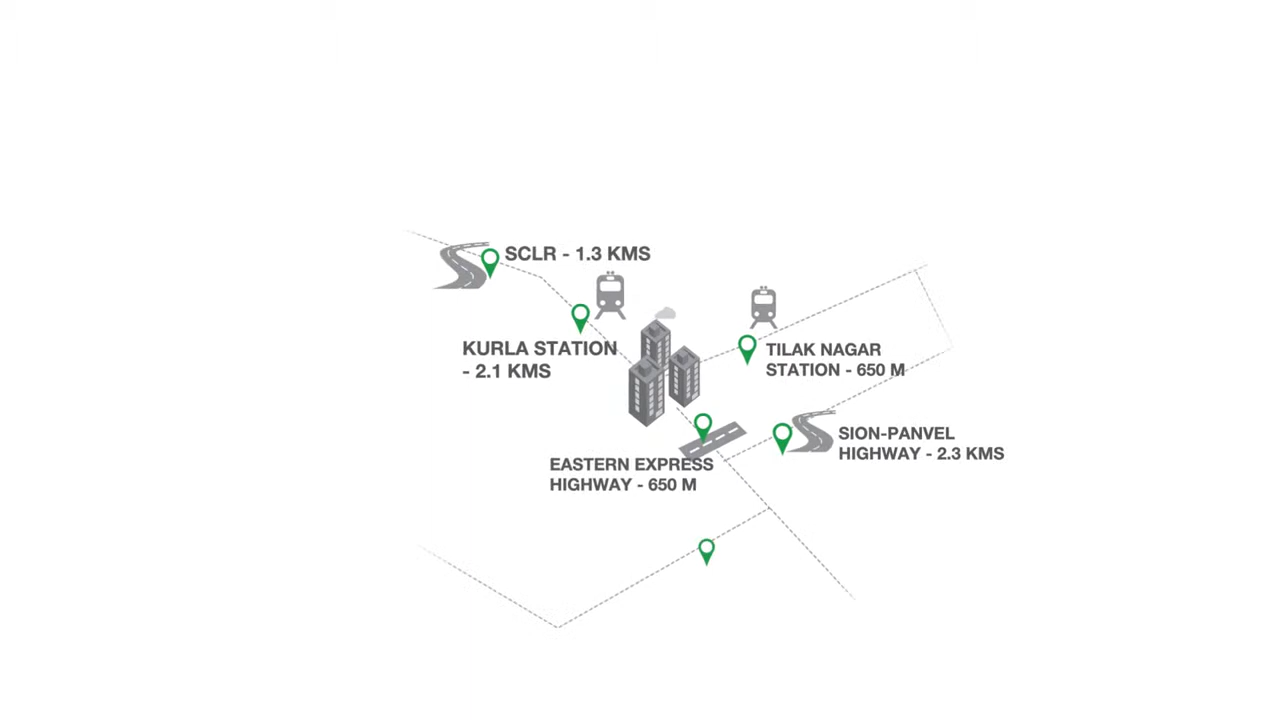 SCLR - 1.3 KMS
KURLA STATION
- 2.1 KMS
TILAK NAGAR
STATION - 650 M
SION-PANVEL
HIGHWAY - 2.3 KMS
EASTERN EXPRESS
HIGHWAY - 650 M